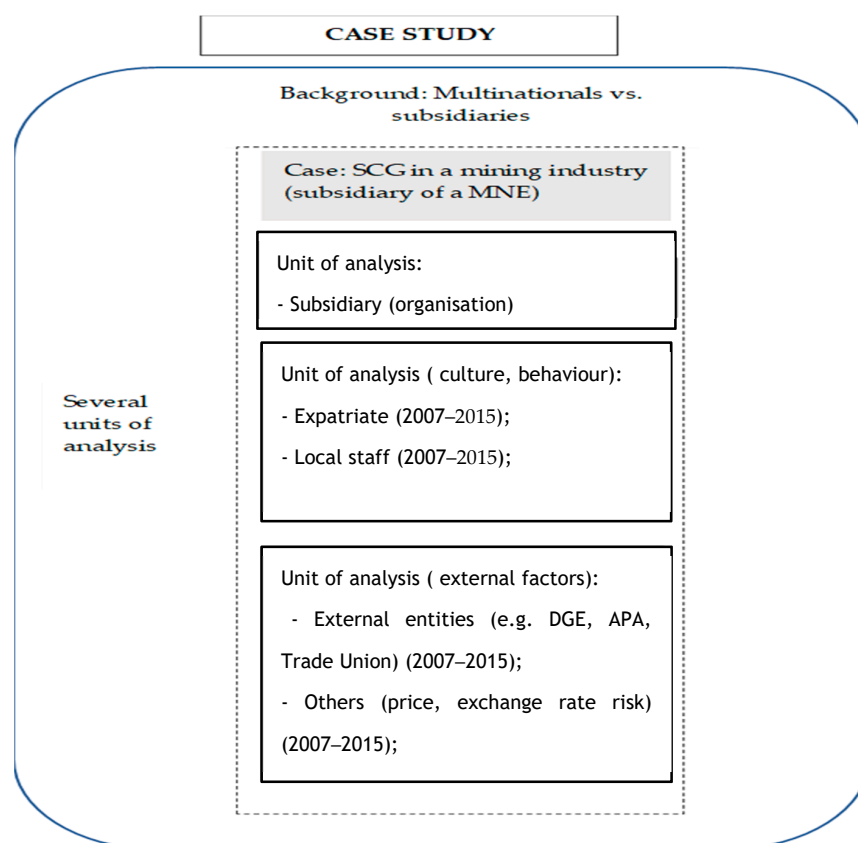 CASE STUDY
Background: Multinationals vs.
subsidiaries
Case: SCG in a mining industry
(subsidiary of a MNE)
Unit of analysis:
- Subsidiary (organisation)
Several
units of
analysis
Unit of analysis ( culture, behaviour):
- Expatriate (2007–2015);
- Local staff (2007–2015);
Unit of analysis ( external factors):
- External entities (e.g. DGE, APA,
Trade Union) (2007–2015);
- Others (price, exchange rate risk)
(2007–2015);